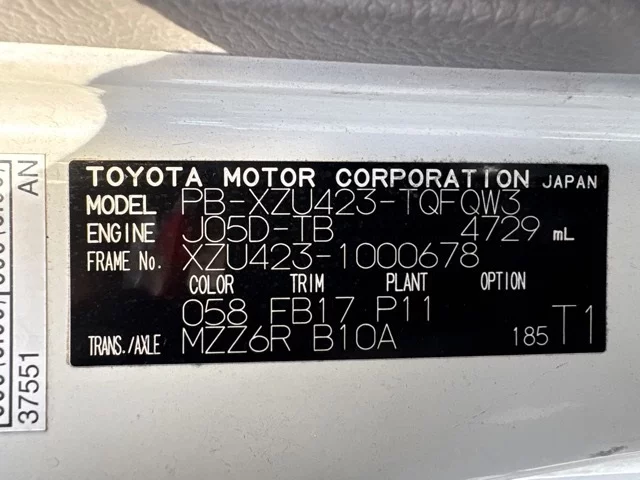 TOYOTA MOTOR CORPORATION JAPAN
MODEL PB-XZU423-TQFQW3
ENGINE J05D-TB 4729 mL
FRAME No. XZU423-1000678
COLOR TRIM PLANT OPTION
058 FB17 P11
TRANS./AXLE MZZ6R B10A 185 T1
37551 AN